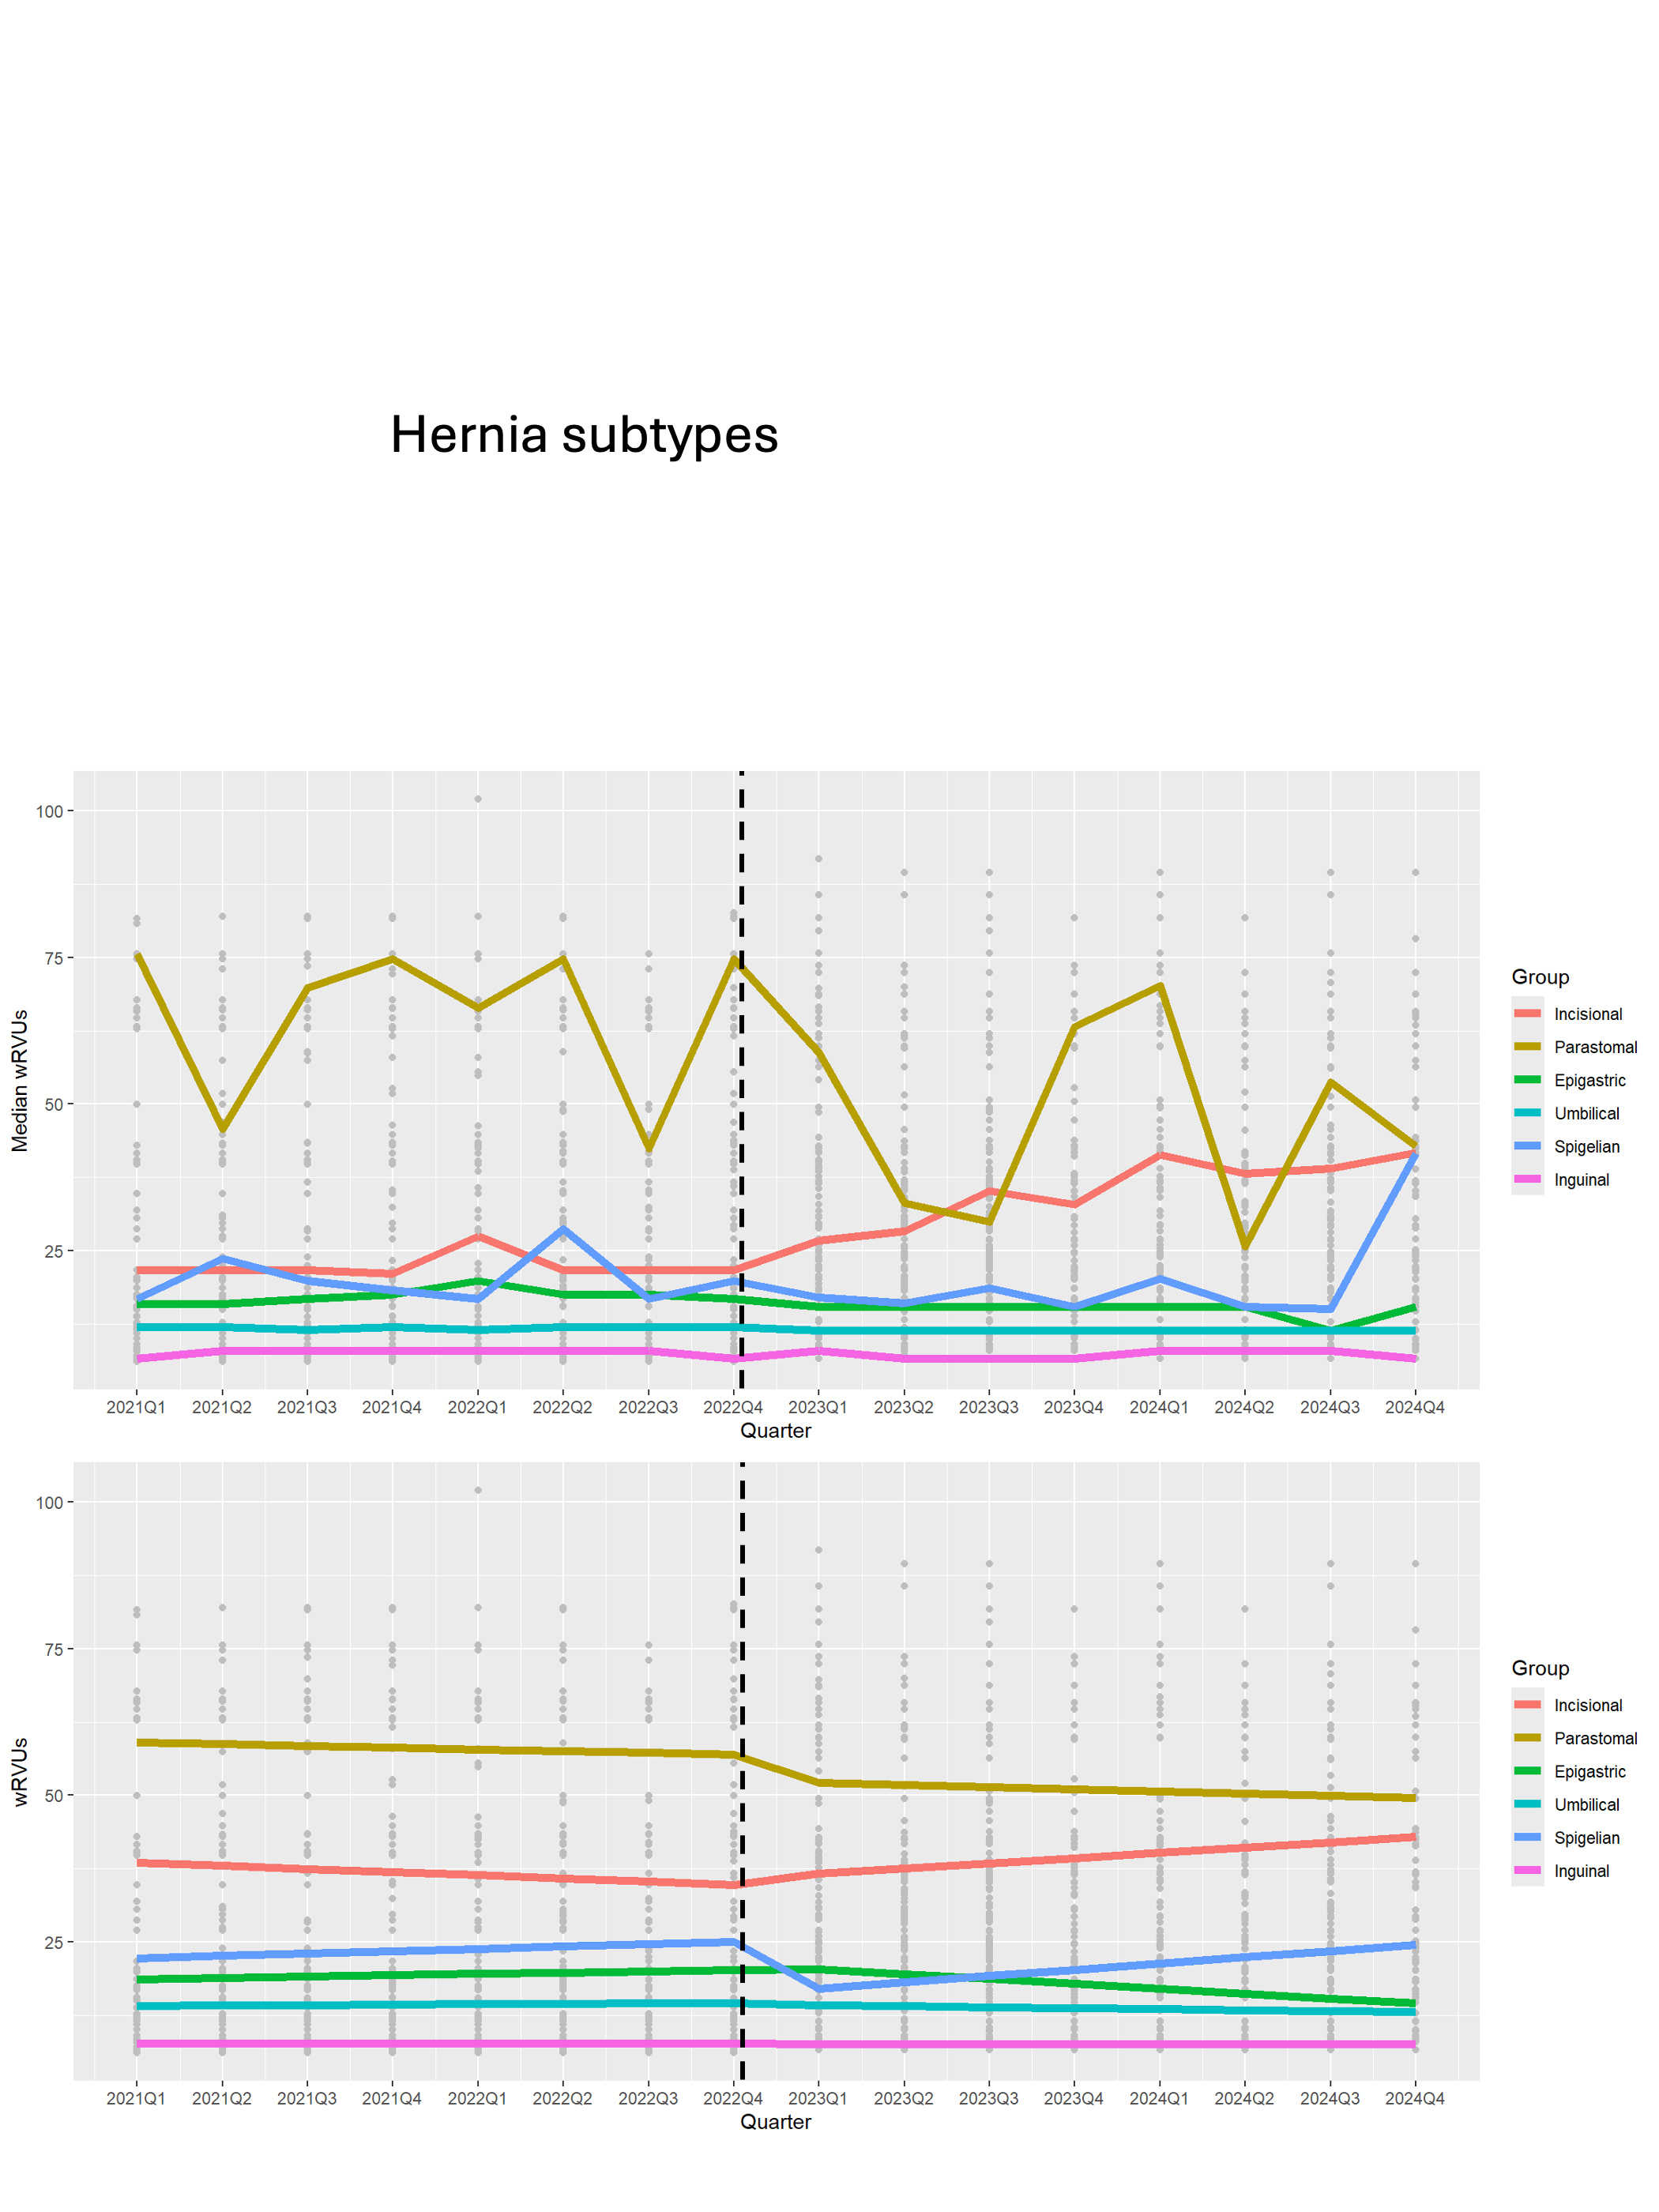 Hernia subtypes
100
75
50
25
Median wRVUs
2021Q1 2021Q2 2021Q3 2021Q4 2022Q1 2022Q2 2022Q3 2022Q4 2023Q1 2023Q2 2023Q3 2023Q4 2024Q1 2024Q2 2024Q3 2024Q4
Quarter
Group
Incisional
Parastomal
Epigastric
Umbilical
Spigelian
Inguinal
100
75
50
25
wRVUs
2021Q1 2021Q2 2021Q3 2021Q4 2022Q1 2022Q2 2022Q3 2022Q4 2023Q1 2023Q2 2023Q3 2023Q4 2024Q1 2024Q2 2024Q3 2024Q4
Quarter
Group
Incisional
Parastomal
Epigastric
Umbilical
Spigelian
Inguinal